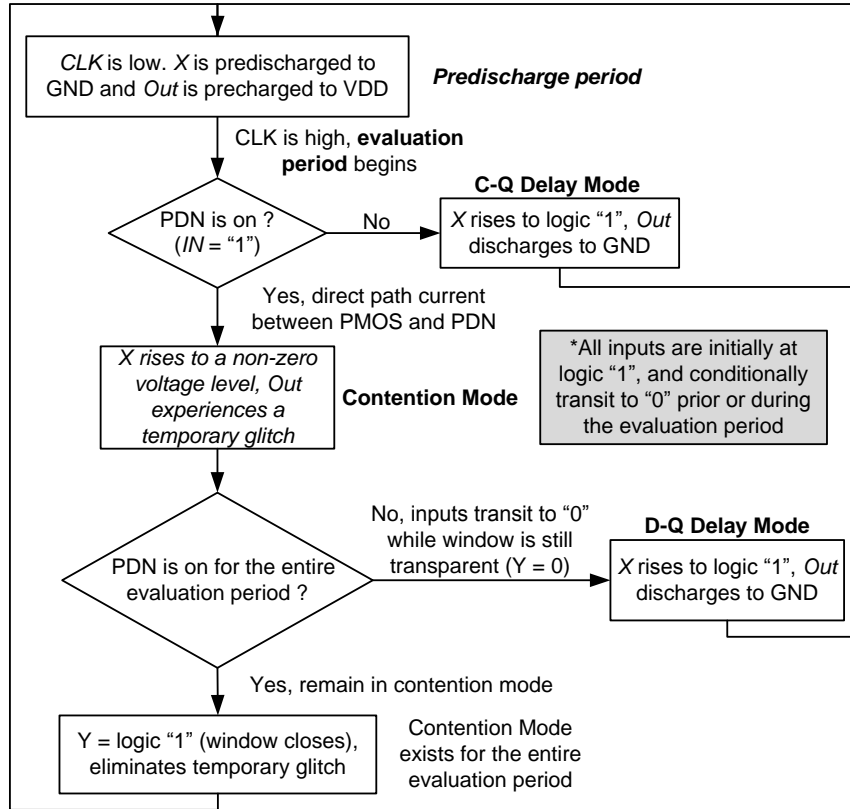 CLK is low. X is predischarged to
GND and Out is precharged to VDD
Predischarge period
CLK is high, evaluation
period begins
PDN is on ?
(IN = “1”)
No
C-Q Delay Mode
X rises to logic “1”, Out
discharges to GND
Yes, direct path current
between PMOS and PDN
X rises to a non-zero
voltage level, Out
experiences a
temporary glitch
Contention Mode
*All inputs are initially at
logic “1”, and conditionally
transit to “0” prior or during
the evaluation period
PDN is on for the entire
evaluation period ?
No, inputs transit to “0”
while window is still
transparent (Y = 0)
D-Q Delay Mode
X rises to logic “1”, Out
discharges to GND
Yes, remain in contention mode
Y = logic “1” (window closes),
eliminates temporary glitch
Contention Mode
exists for the entire
evaluation period